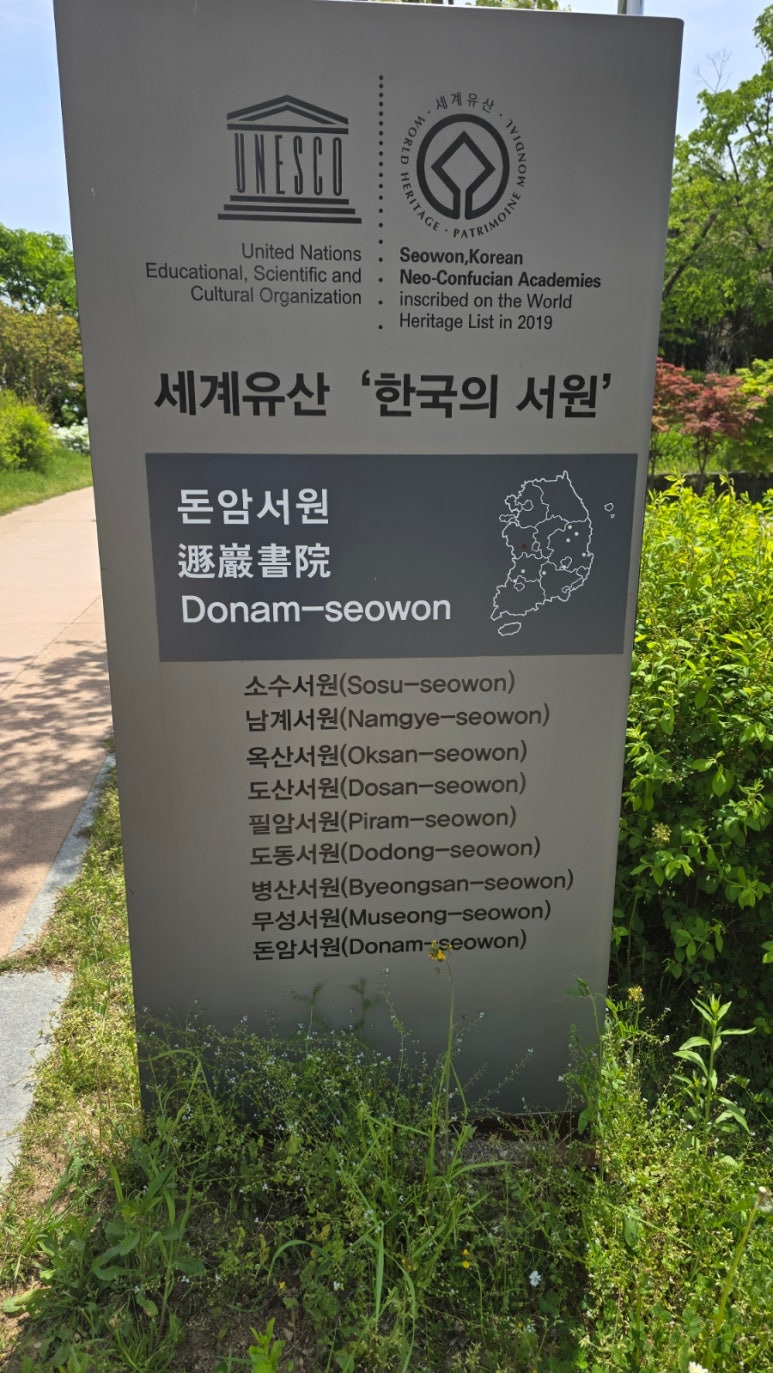 UNESCO
United Nations
Educational, Scientific and
Cultural Organization
· 세계유산 ·
WORLD HERITAGE · PATRIMOINE MONDIAL
Seowon,Korean
Neo-Confucian Academies
inscribed on the World
Heritage List in 2019
세계유산 ‘한국의 서원’
돈암서원
遯巖書院
Donam-seowon
소수서원(Sosu-seowon)
남계서원(Namgye-seowon)
옥산서원(Oksan-seowon)
도산서원(Dosan-seowon)
필암서원(Piram-seowon)
도동서원(Dodong-seowon)
병산서원(Byeongsan-seowon)
무성서원(Museong-seowon)
돈암서원(Donam-seowon)